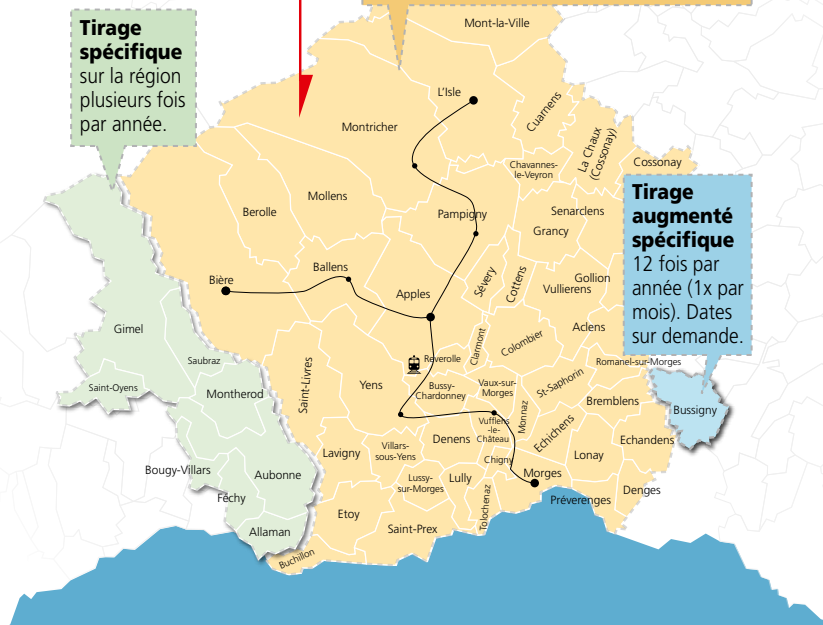 Tirage
spécifique
sur la région
plusieurs fois
par année.
Mont-la-Ville
L'Isle
Cuarnens
La Chaux
(Cossonay)
Montricher
Chavannes-
le-Veyron
Cossonay
Tirage
augmenté
spécifique
12 fois par
année (1x par
mois). Dates
sur demande.
Mollens
Berolle
Pampigny
Senarclens
Grancy
Ballens
Bière
Sévery
Cottens
Gollion
Vullierens
Apples
Gimel
Aclens
Clarmont
Colombier
Saubraz
Reverolle
Romanel-sur-Morges
Saint-Oyens
Montherod
Saint-Livres
Yens
Bussy-
Chardonney
Vaux-sur-
Morges
St-Saphorin
Bremblens
Bussigny
Monnaz
Vufflens
-le-
Château
Echichens
Echandens
Denens
Villars-
sous-Yens
Lavigny
Lonay
Chigny
Bougy-Villars
Aubonne
Féchy
Lussy-
sur-Morges
Lully
Morges
Tolochenaz
Denges
Préverenges
Etoy
Saint-Prex
Allaman
Buchillon